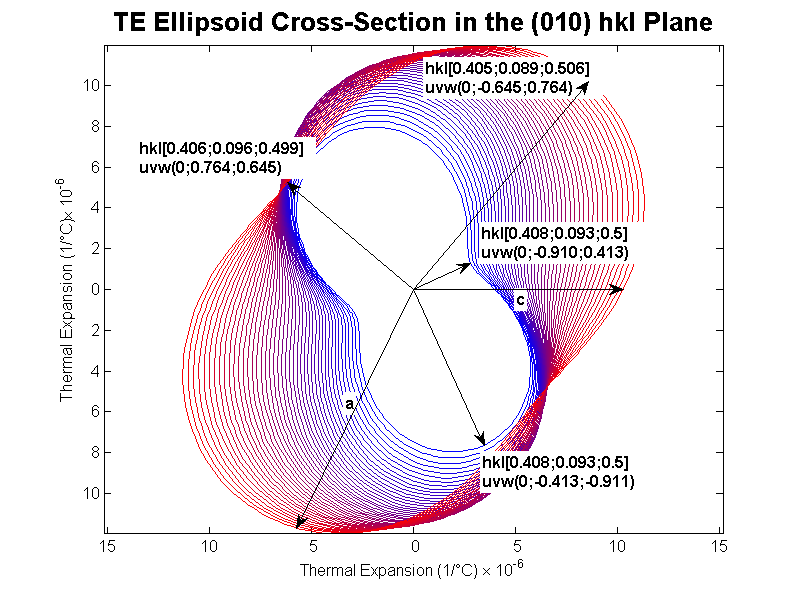 TE Ellipsoid Cross-Section in the (010) hkl Plane
hkl[0.405;0.089;0.506]
uvw(0;-0.645;0.764)
hkl[0.406;0.096;0.499]
uvw(0;0.764;0.645)
hkl[0.408;0.093;0.5]
uvw(0;-0.910;0.413)
c
a
hkl[0.408;0.093;0.5]
uvw(0;-0.413;-0.911)
10
8
6
4
2
0
2
4
6
8
10
Thermal Expansion (1/°C)× 10⁻⁶
15
10
5
0
5
10
15
Thermal Expansion (1/°C) × 10⁻⁶